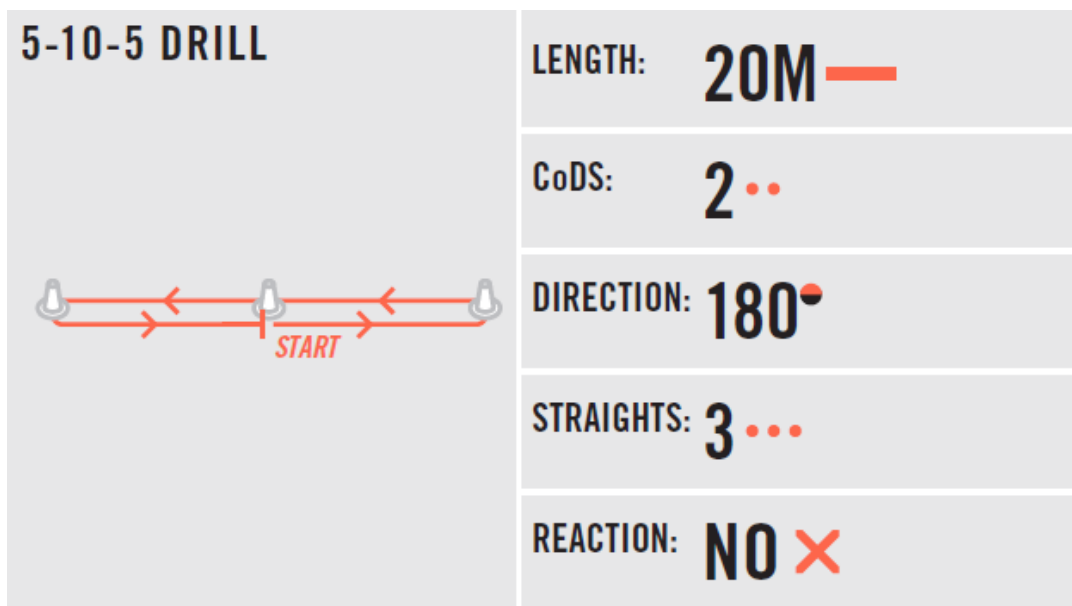 5-10-5 DRILL
START
LENGTH: 20M
CoDS: 2
DIRECTION: 180°
STRAIGHTS: 3
REACTION: NO